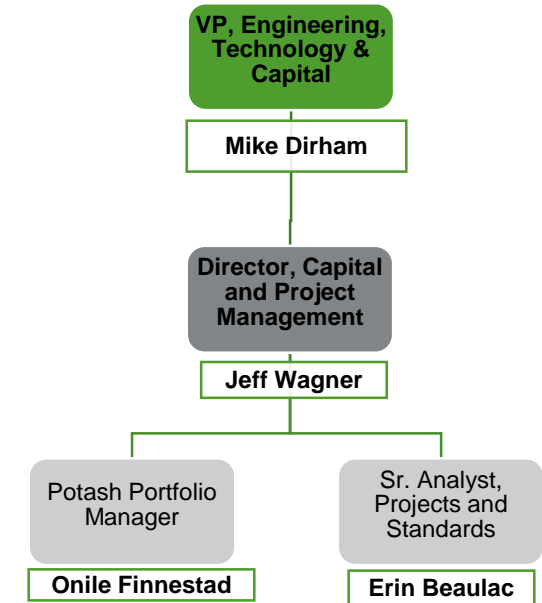 VP, Engineering,
Technology &
Capital
Mike Dirham
Director, Capital
and Project
Management
Jeff Wagner
Potash Portfolio
Manager
Onile Finnestad
Sr. Analyst,
Projects and
Standards
Erin Beaulac